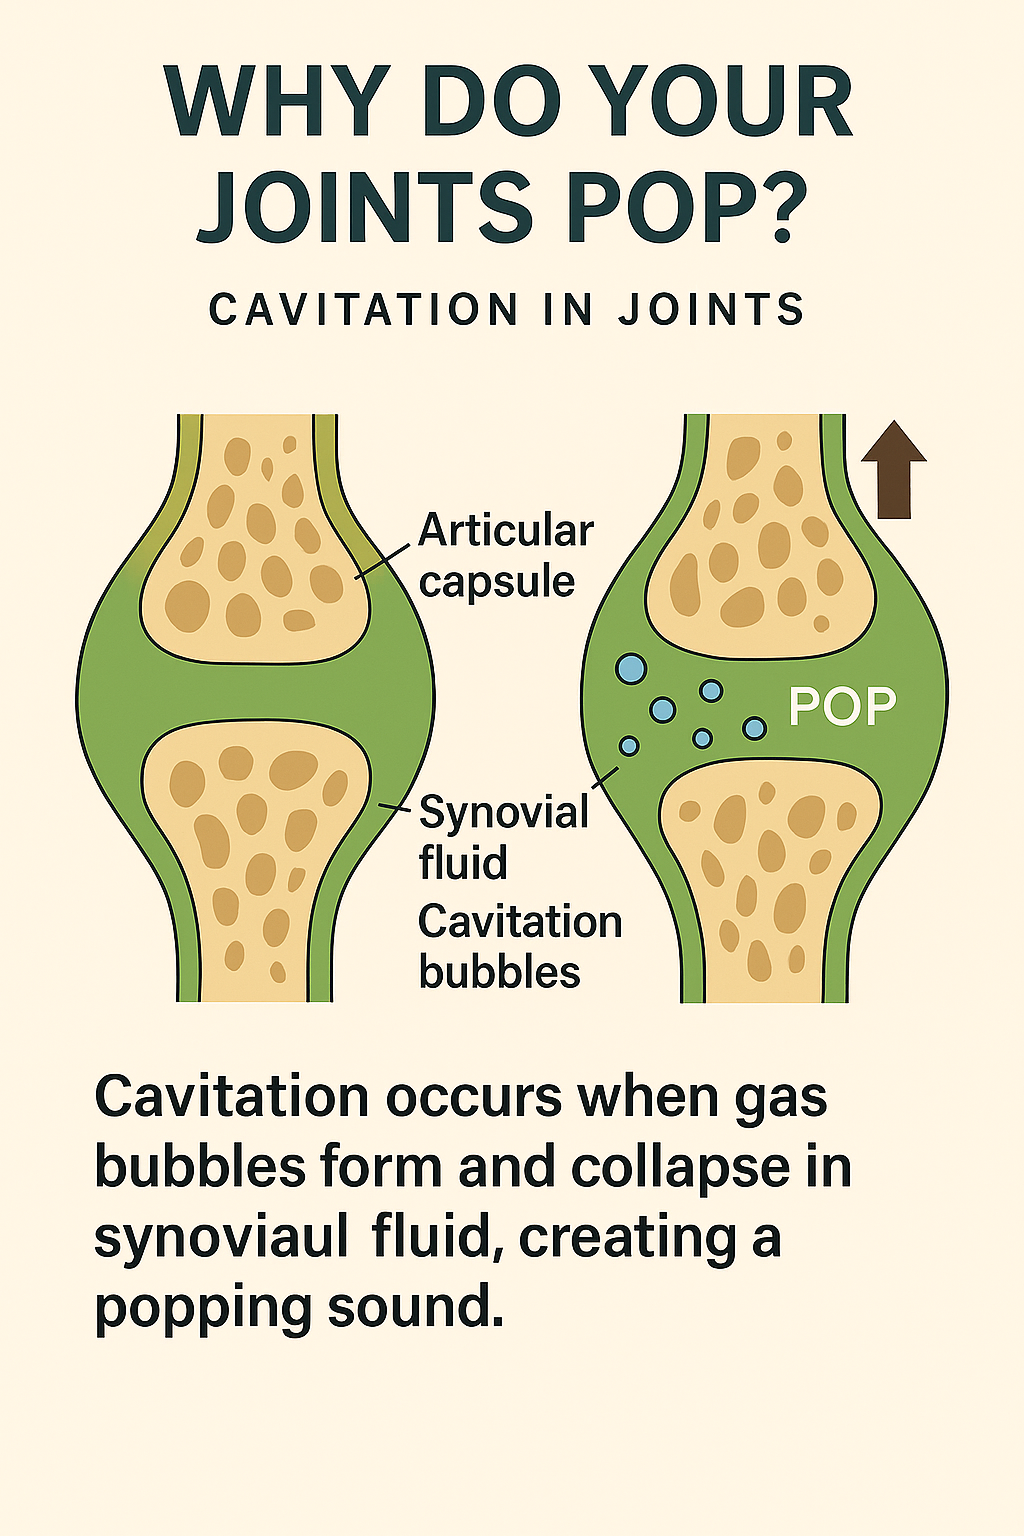 WHY DO YOUR
JOINTS POP?
CAVITATION IN JOINTS
Articular
capsule
POP
Synovial
fluid
Cavitation
bubbles
Cavitation occurs when gas
bubbles form and collapse in
synoviaul fluid, creating a
popping sound.